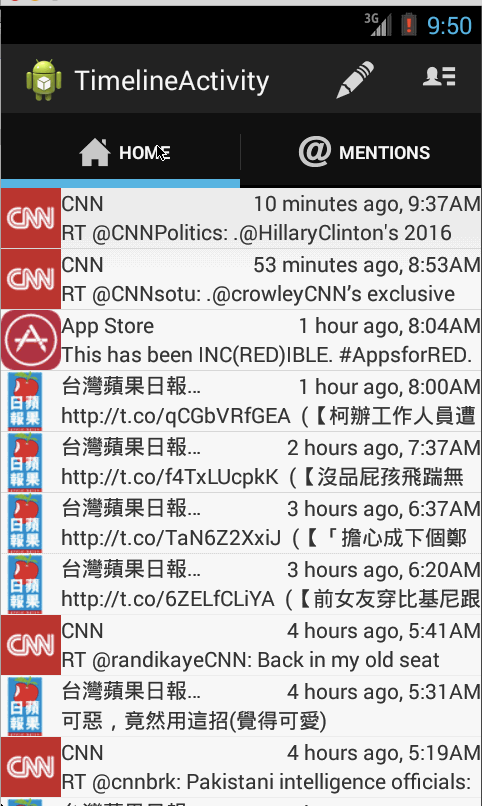 3G 9:50
TimelineActivity
HOME @ MENTIONS
CNN CNN 10 minutes ago, 9:37AM
RT @CNNPolitics: .@HillaryClinton's 2016
CNN CNN 53 minutes ago, 8:53AM
RT @CNNsotu: .@crowleyCNN’s exclusive
App Store 1 hour ago, 8:04AM
This has been INC(RED)IBLE. #AppsforRED.
台灣蘋果日報... 1 hour ago, 8:00AM
日蘋報果 http://t.co/qCGbVRfGEA (【柯辦工作人員遭
台灣蘋果日報... 2 hours ago, 7:37AM
日蘋報果 http://t.co/f4TxLUcpkK (【沒品屁孩飛踹無
台灣蘋果日報... 3 hours ago, 6:37AM
日蘋報果 http://t.co/TaN6Z2XxiJ (【「擔心成下個鄭
台灣蘋果日報... 3 hours ago, 6:20AM
日蘋報果 http://t.co/6ZELfCLiYA (【前女友穿比基尼跟
CNN CNN 4 hours ago, 5:41AM
RT @randikayeCNN: Back in my old seat
台灣蘋果日報... 4 hours ago, 5:31AM
日蘋報果 可惡，竟然用這招(覺得可愛)
CNN CNN 4 hours ago, 5:19AM
RT @cnnbrk: Pakistani intelligence officials: